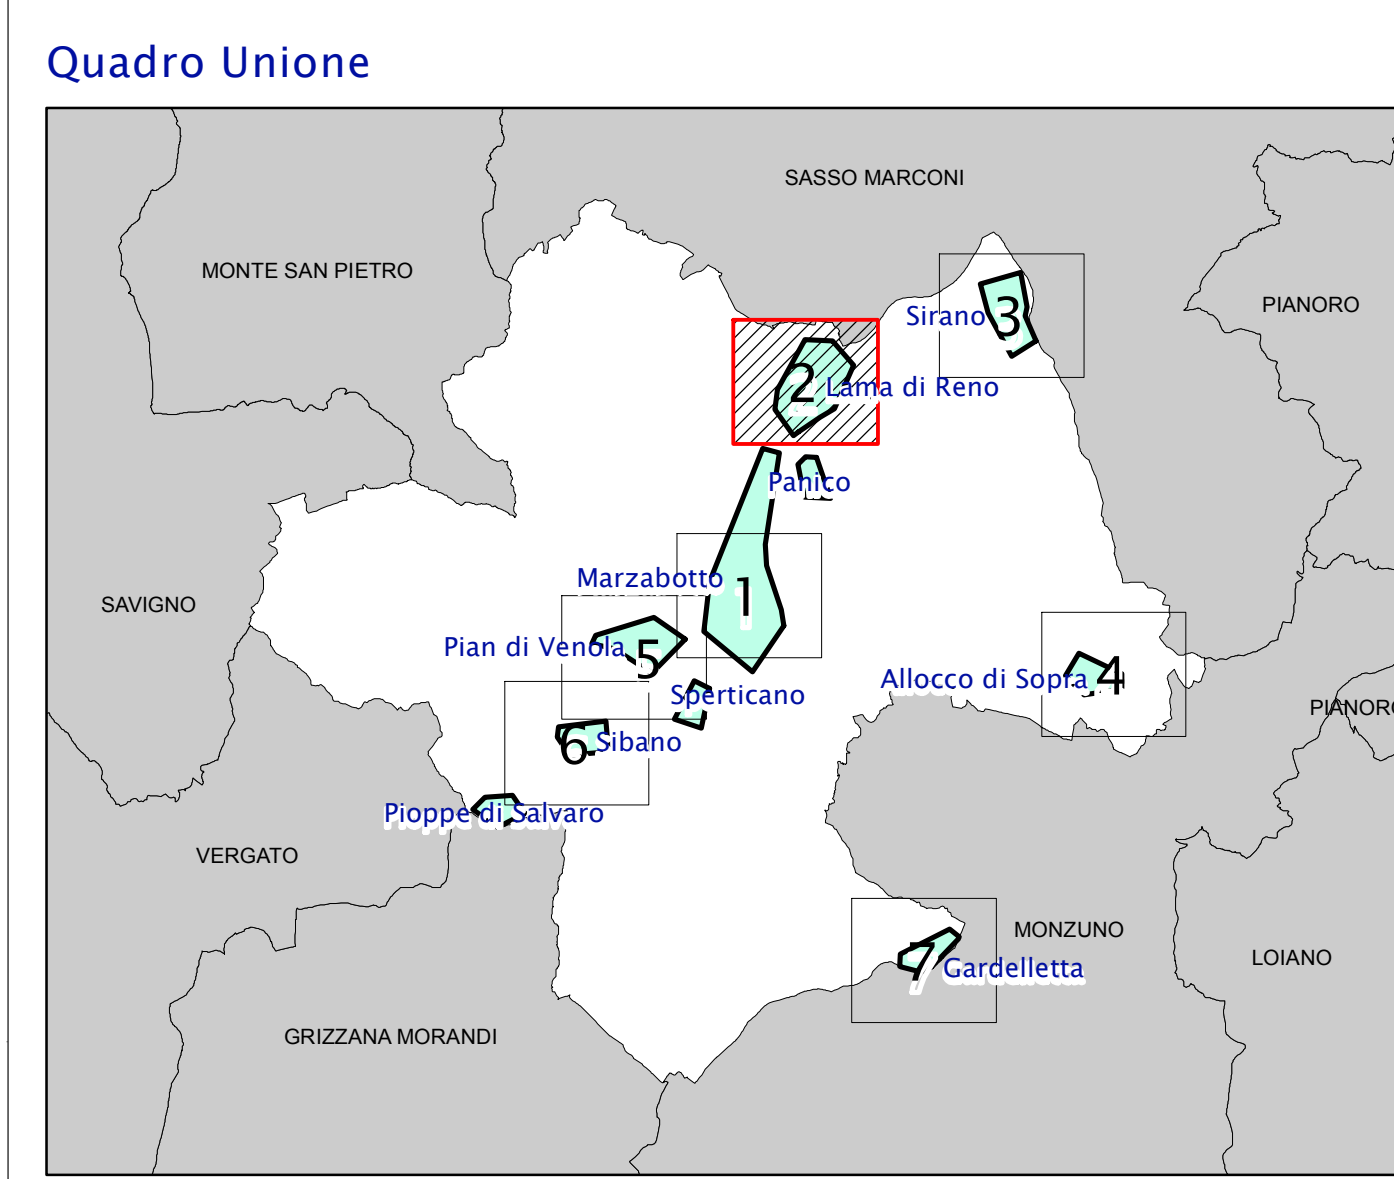 Quadro Unione
SASSO MARCONI
MONTE SAN PIETRO
PIANORO
3
Sirano
2
Lama di Reno
Panico
Marzabotto
1
SAVIGNO
Pian di Venola
5
Allocco di Sopra
4
Sperticano
PIANORO
6
Sibano
Pioppe di Salvaro
VERGATO
MONZUNO
7
Gardelletta
LOIANO
GRIZZANA MORANDI